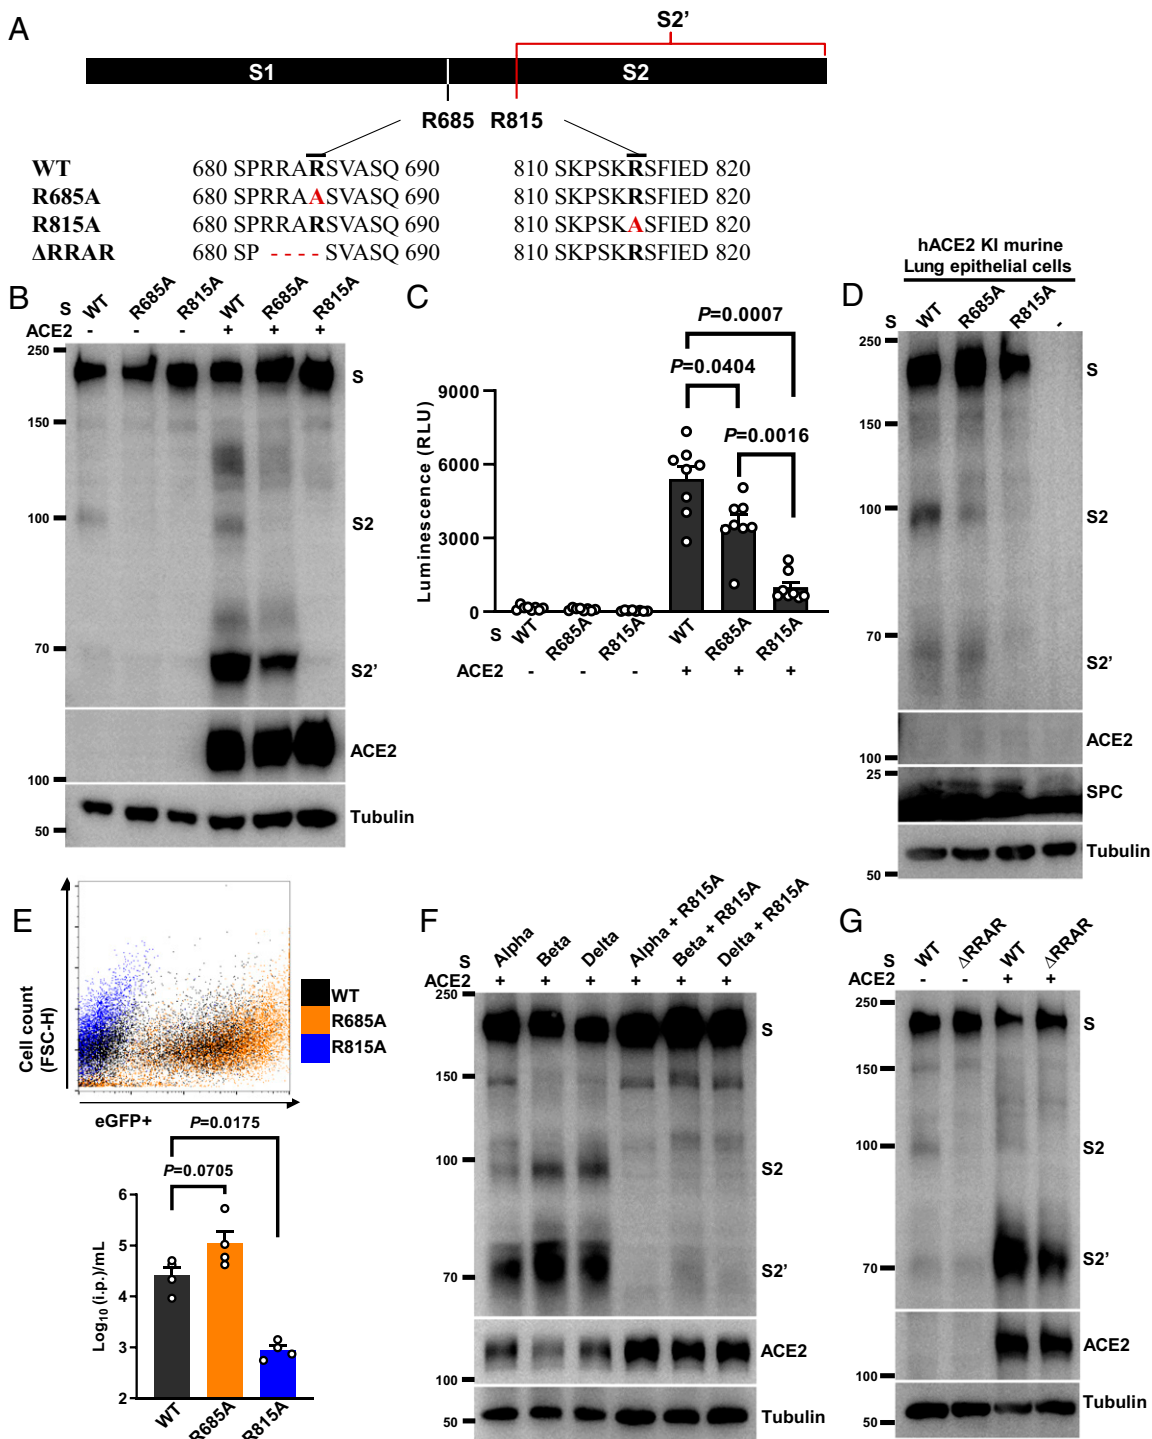 A
S2'
S1 S2
R685 R815
WT 680 SPRRARSVASQ 690 810 SKPSKRSFIED 820
R685A 680 SPRRAASVASQ 690 810 SKPSKRSFIED 820
R815A 680 SPRRARSVASQ 690 810 SKPSKASFIED 820
ΔRRAR 680 SP ---- SVASQ 690 810 SKPSKRSFIED 820
B
S WT R685A R815A WT R685A R815A
ACE2 - - - + + +
250
150
100
70
100
50
S
S2
S2'
ACE2
Tubulin
C
P=0.0007
P=0.0404
P=0.0016
Luminescence (RLU)
9000
6000
3000
0
S WT R685A R815A WT R685A R815A
ACE2 - - - + + +
D
hACE2 KI murine
Lung epithelial cells
S WT R685A R815A -
250
150
100
70
100
25
50
S
S2
S2'
ACE2
SPC
Tubulin
E
Cell count
(FSC-H)
eGFP+
WT
R685A
R815A
P=0.0175
P=0.0705
Log10 (i.p.)/mL
6
5
4
3
2
WT R685A R815A
F
S Alpha Beta Delta Alpha + R815A Beta + R815A Delta + R815A
ACE2 + + + + + +
250
150
100
70
100
50
S
S2
S2'
ACE2
Tubulin
G
S WT ΔRRAR WT ΔRRAR
ACE2 - - + +
250
150
100
70
100
50
S
S2
S2'
ACE2
Tubulin